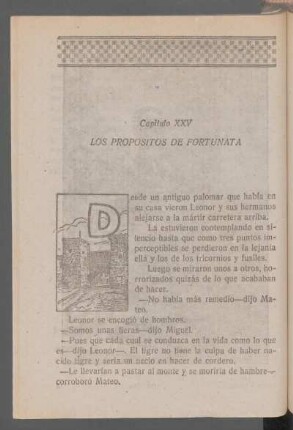 Capítulo XXV
LOS PROPOSITOS DE FORTUNATA
Desde un antiguo palomar que había en
su casa vieron Leonor y sus hermanos
alejarse a la mártir carretera arriba.
La estuvieron contemplando en si-
lencio hasta que como tres puntos im-
perceptibles se perdieron en la lejanía
ella y los de los tricornios y fusiles.
Luego se miraron unos a otros, ho-
rrorizados quizás de lo que acababan
de hacer.
—No había más remedio—dijo Ma-
teo.
Leonor se encogió de hombros.
—Somos unas fieras—dijo Miguel.
—Pues que cada cual se conduzca en la vida como lo que
es—dijo Leonor—. El tigre no tiene la culpa de haber na-
cido tigre y sería un necio en hacer de cordero.
—Le llevarían a pastar al monte y se moriría de hambre—
corroboró Mateo.